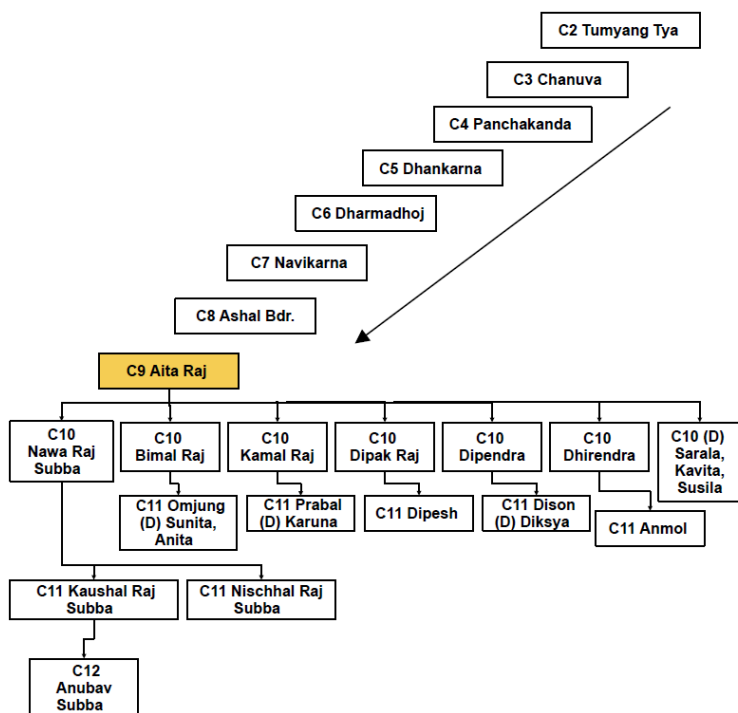 C2 Tumyang Tya
C3 Chanuva
C4 Panchakanda
C5 Dhankarna
C6 Dharmadhoj
C7 Navikarna
C8 Ashal Bdr.
C9 Aita Raj
C10
Nawa Raj
Subba
C10
Bimal Raj
C10
Kamal Raj
C10
Dipak Raj
C10
Dipendra
C10
Dhirendra
C10 (D)
Sarala,
Kavita,
Susila
C11 Omjung
(D) Sunita,
Anita
C11 Prabal
(D) Karuna
C11 Dipesh
C11 Dison
(D) Diksya
C11 Anmol
C11 Kaushal Raj
Subba
C11 Nischhal Raj
Subba
C12
Anubav
Subba